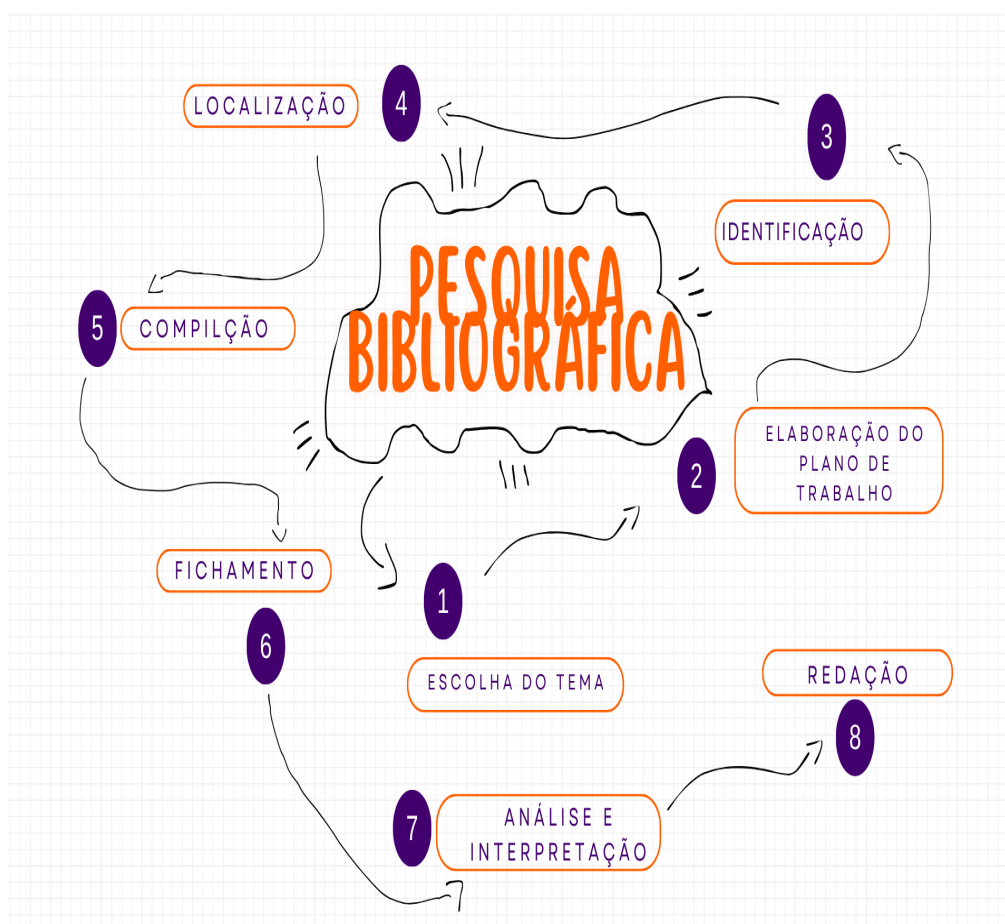 PESQUISA
BIBLIOGRÁFICA
1
ESCOLHA DO TEMA
2
ELABORAÇÃO DO
PLANO DE
TRABALHO
3
IDENTIFICAÇÃO
4
LOCALIZAÇÃO
5
COMPILÇÃO
6
FICHAMENTO
7
ANÁLISE E
INTERPRETAÇÃO
8
REDAÇÃO